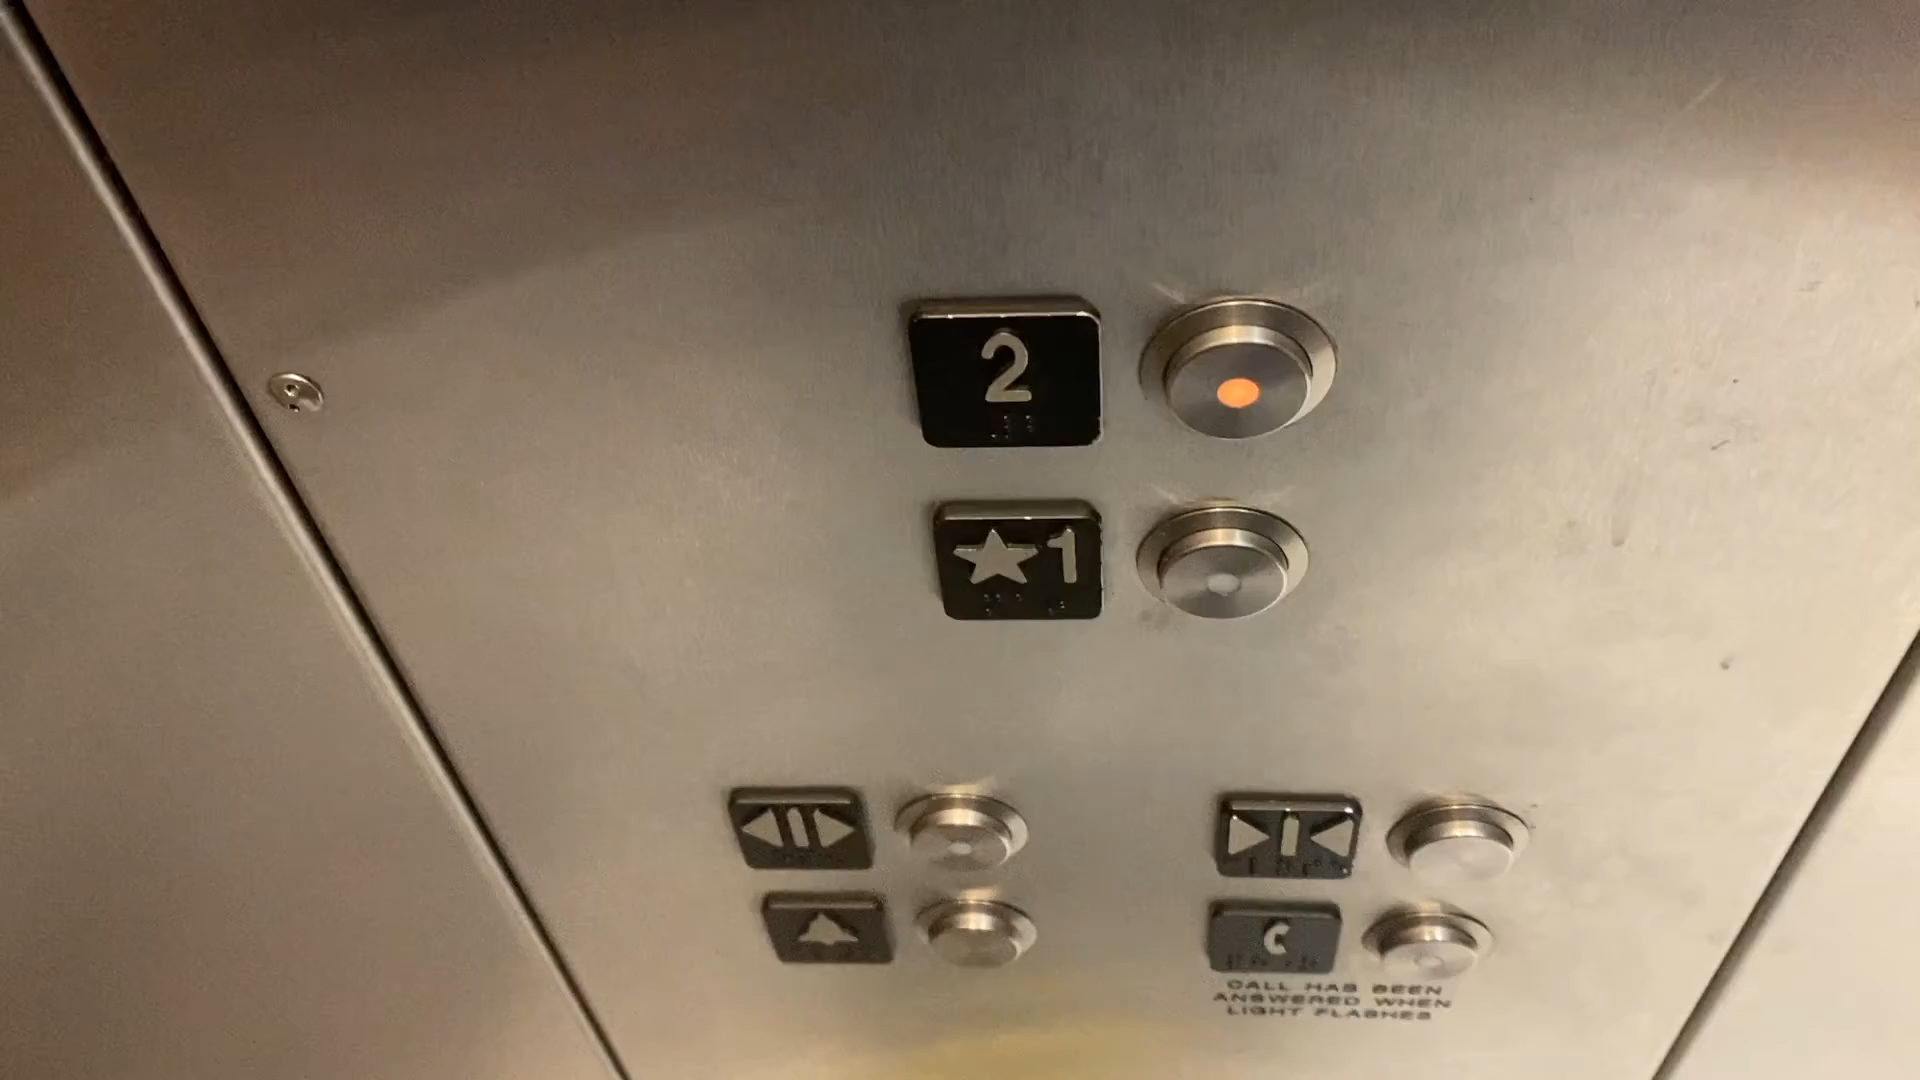 2
★1
CALL HAS BEEN
ANSWERED WHEN
LIGHT FLASHES